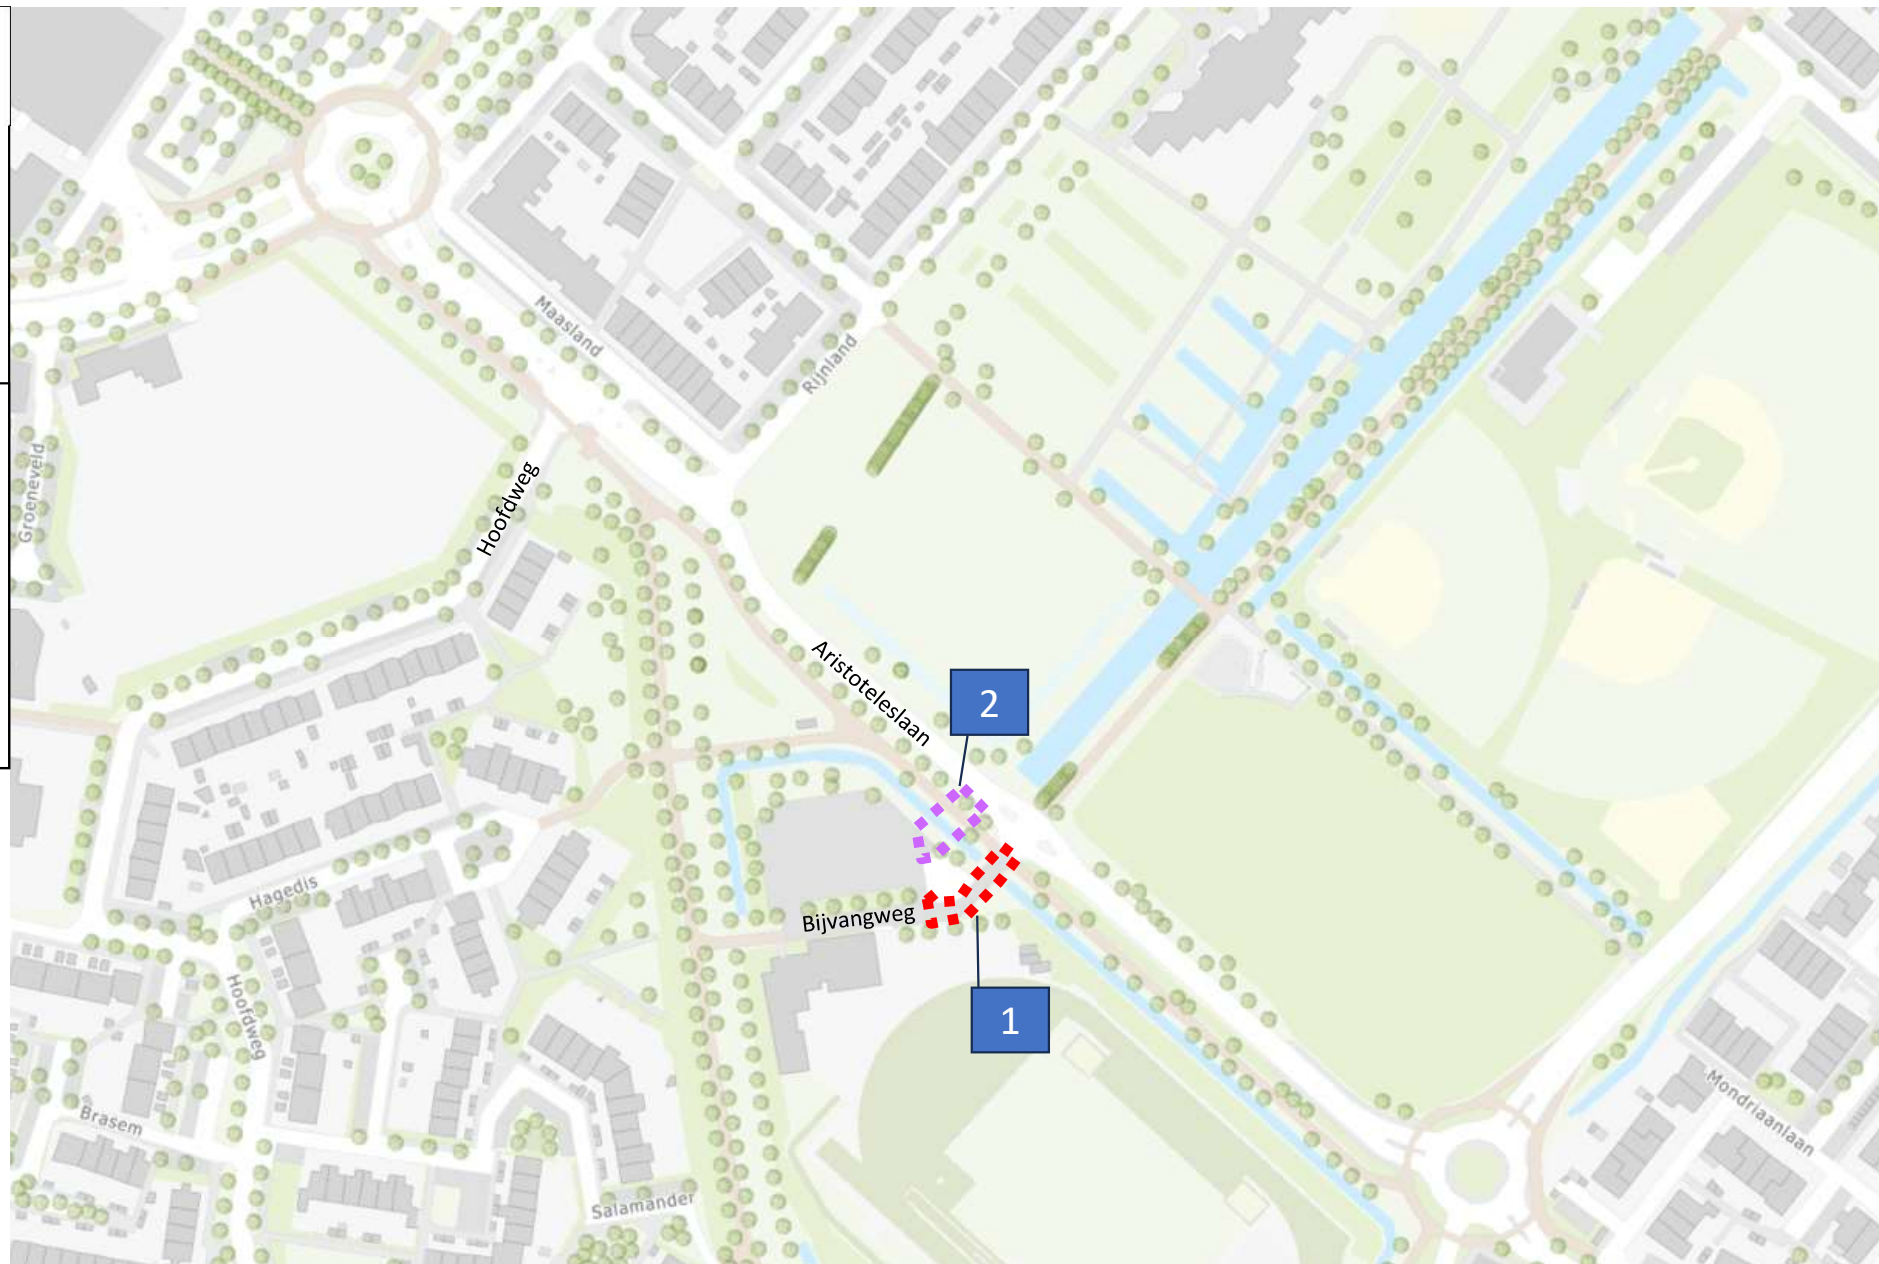 Maasland
Rijnland
Groeneveld
Hoofdweg
Aristoteleslaan
2
Hagedis
Bijvangweg
Hoofdweg
1
Brasem
Mondriaanlaan
Salamander